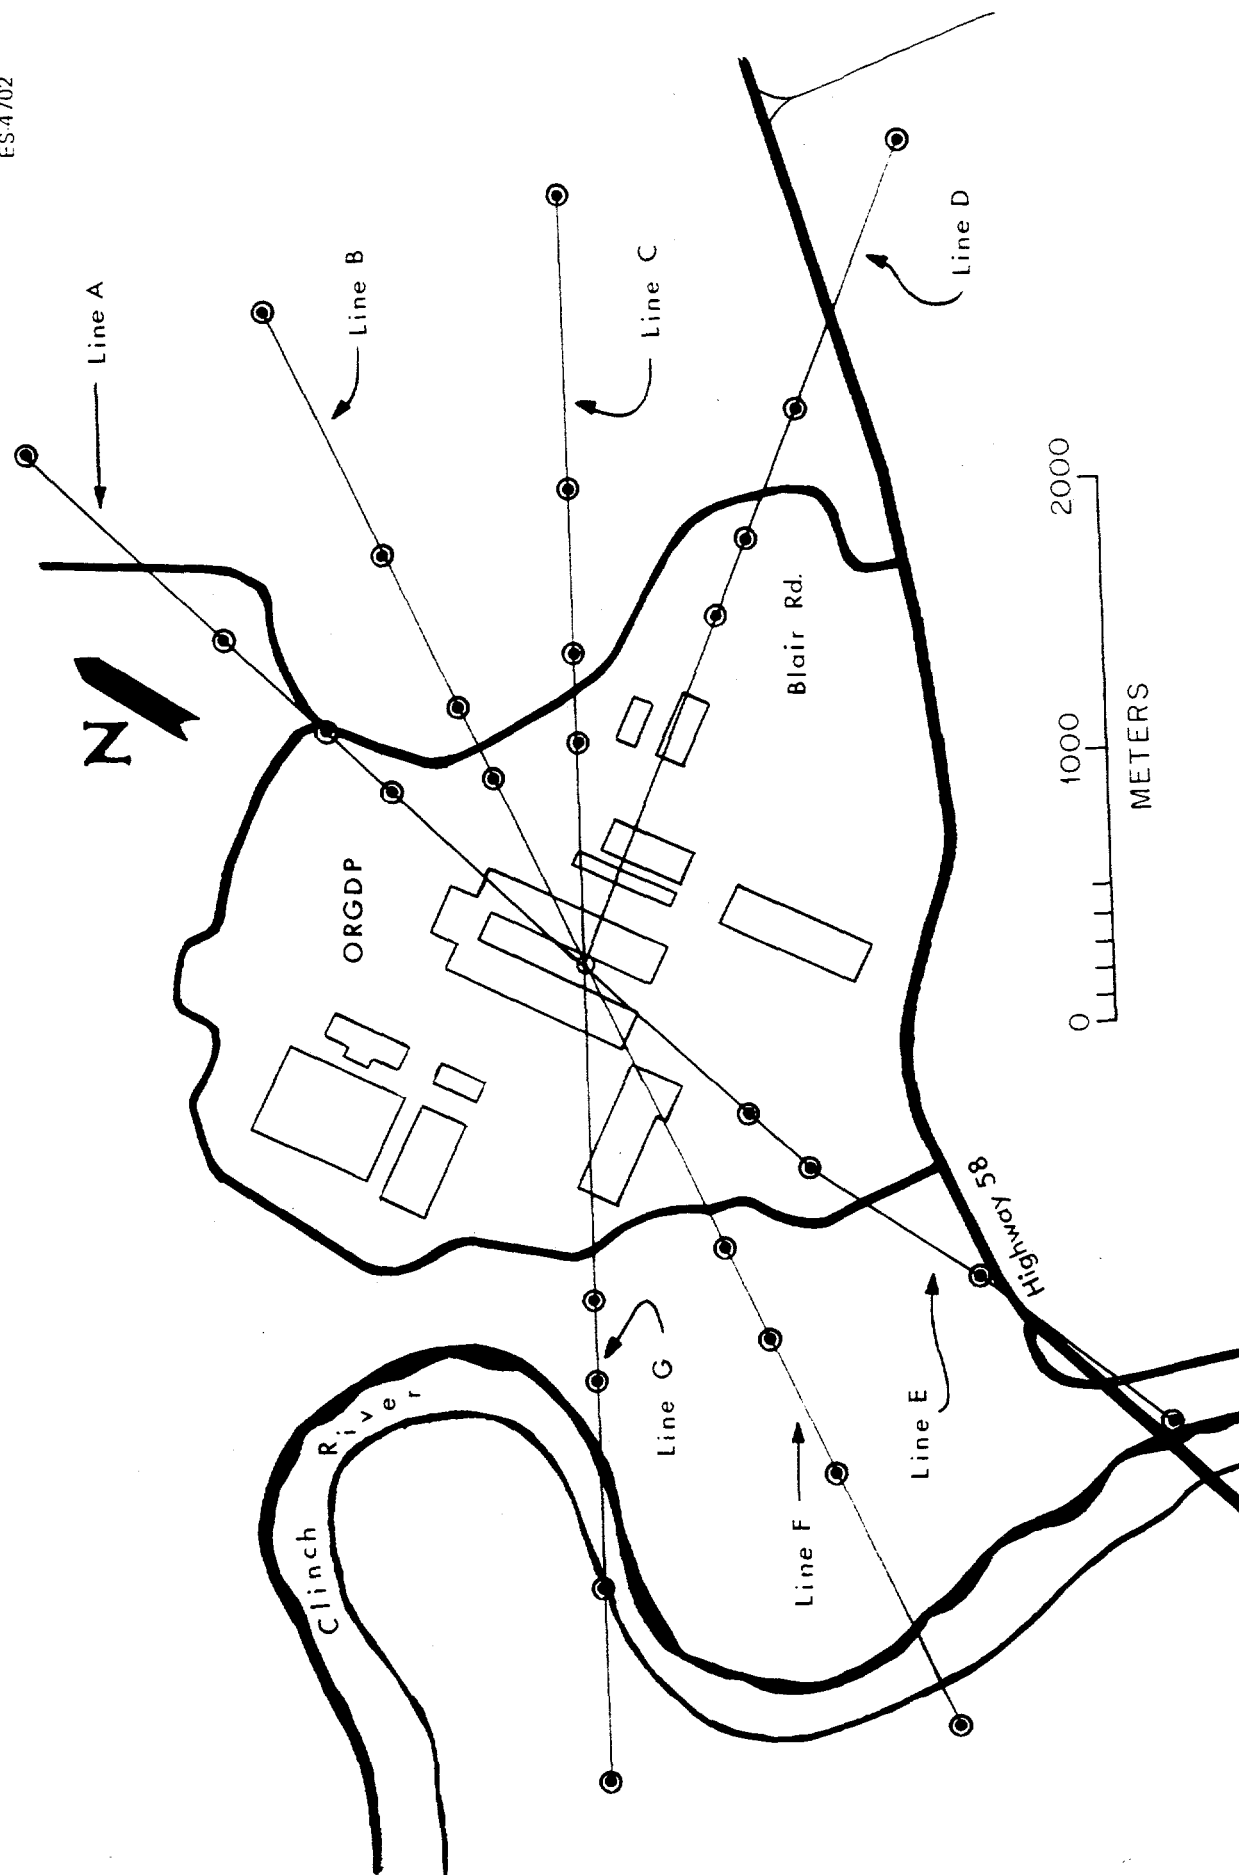 ES-4702
Line A
Line B
Line C
Line D
N
ORGDP
Blair Rd.
0 1000 2000
METERS
Highway 58
Line G
Line E
Line F
Clinch River